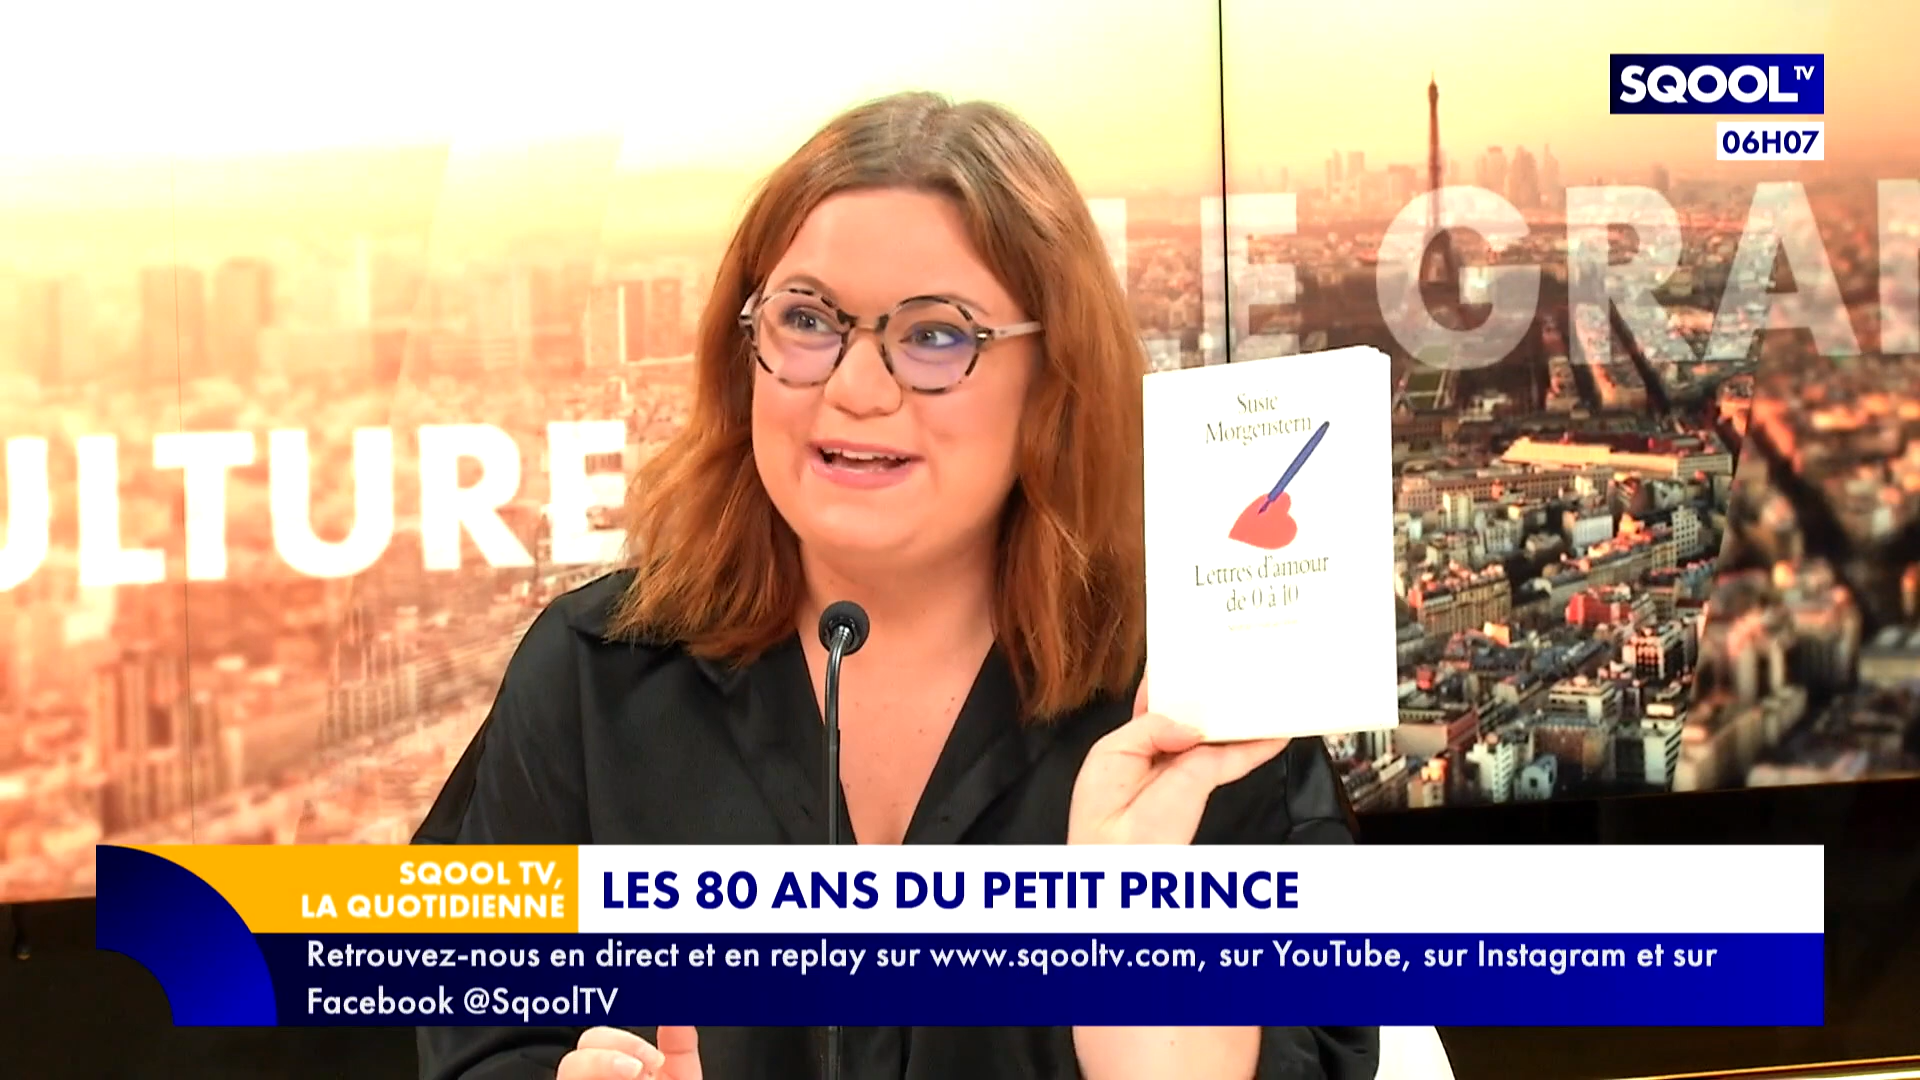 SQOOL TV
06H07
LE GRA
ULTURE
Susie
Morgenstern
Lettres d'amour
de 0 à 10
SQOOL TV,
LA QUOTIDIENNE
LES 80 ANS DU PETIT PRINCE
Retrouvez-nous en direct et en replay sur www.sqooltv.com, sur YouTube, sur Instagram et sur
Facebook @SqoolTV